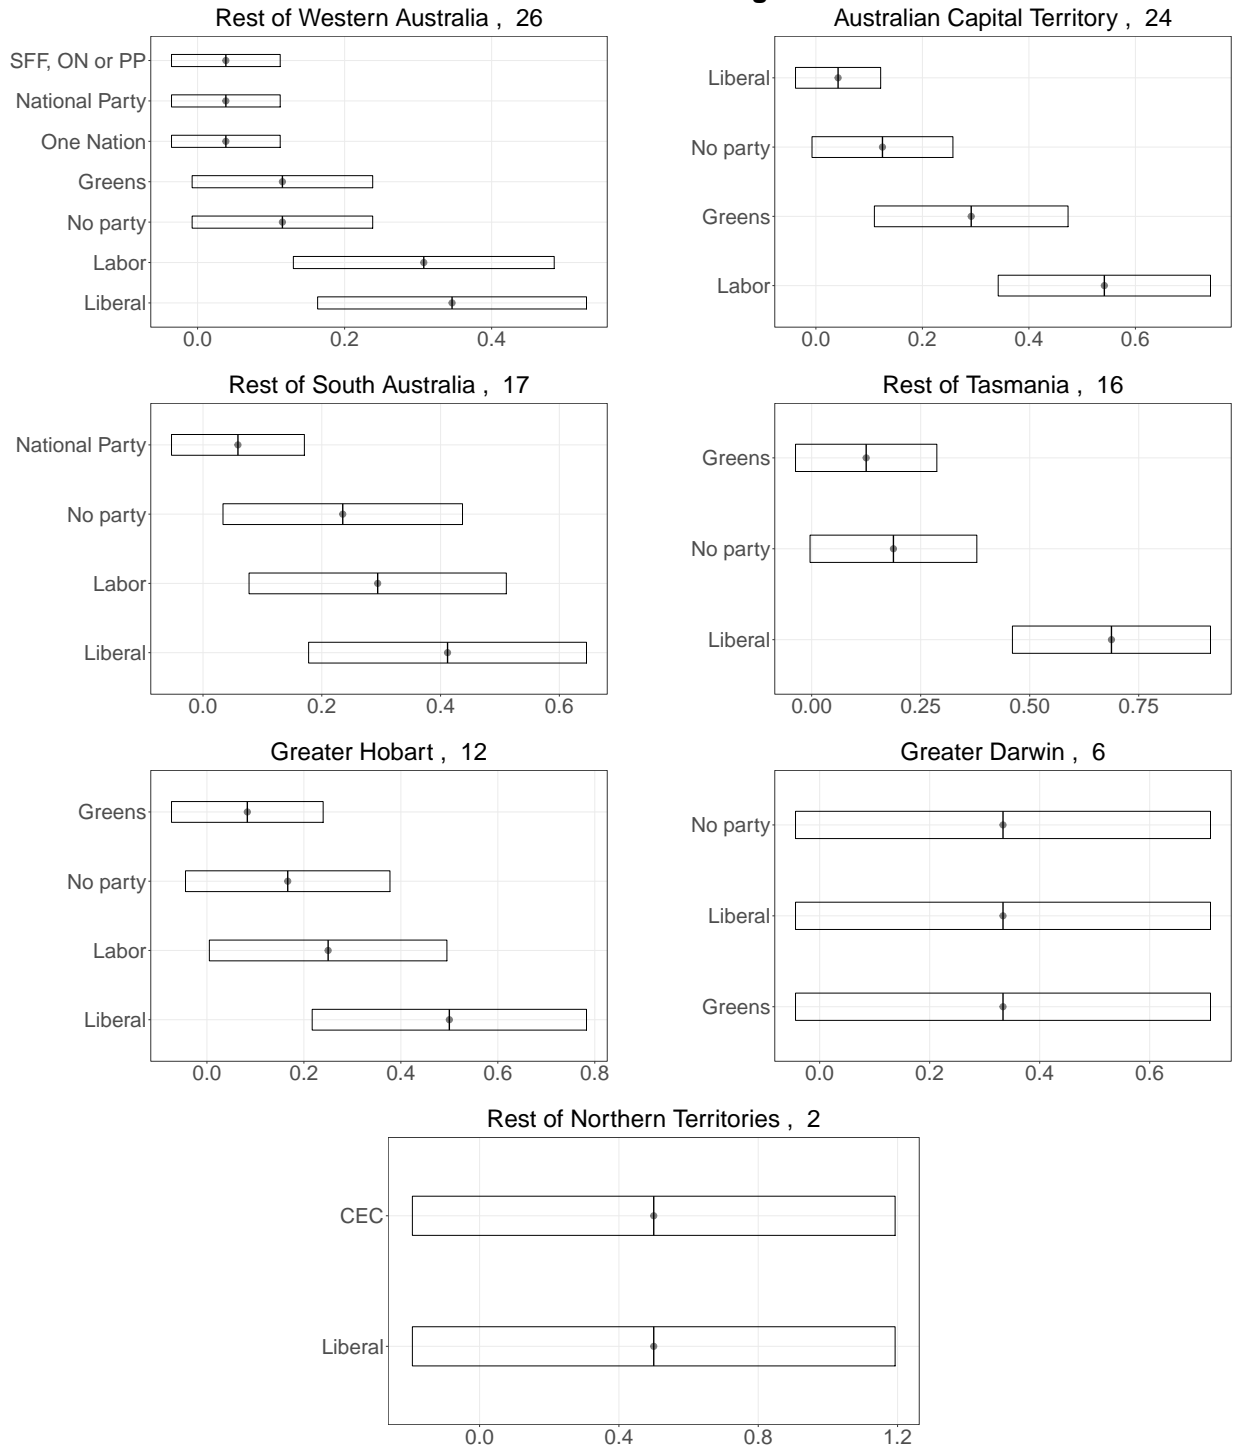 Rest of Western Australia , 26
SFF, ON or PP
National Party
One Nation
Greens
No party
Labor
Liberal
0.0 0.2 0.4
Australian Capital Territory , 24
Liberal
No party
Greens
Labor
0.0 0.2 0.4 0.6
Rest of South Australia , 17
National Party
No party
Labor
Liberal
0.0 0.2 0.4 0.6
Rest of Tasmania , 16
Greens
No party
Liberal
0.00 0.25 0.50 0.75
Greater Hobart , 12
Greens
No party
Labor
Liberal
0.0 0.2 0.4 0.6 0.8
Greater Darwin , 6
No party
Liberal
Greens
0.0 0.2 0.4 0.6
Rest of Northern Territories , 2
CEC
Liberal
0.0 0.4 0.8 1.2